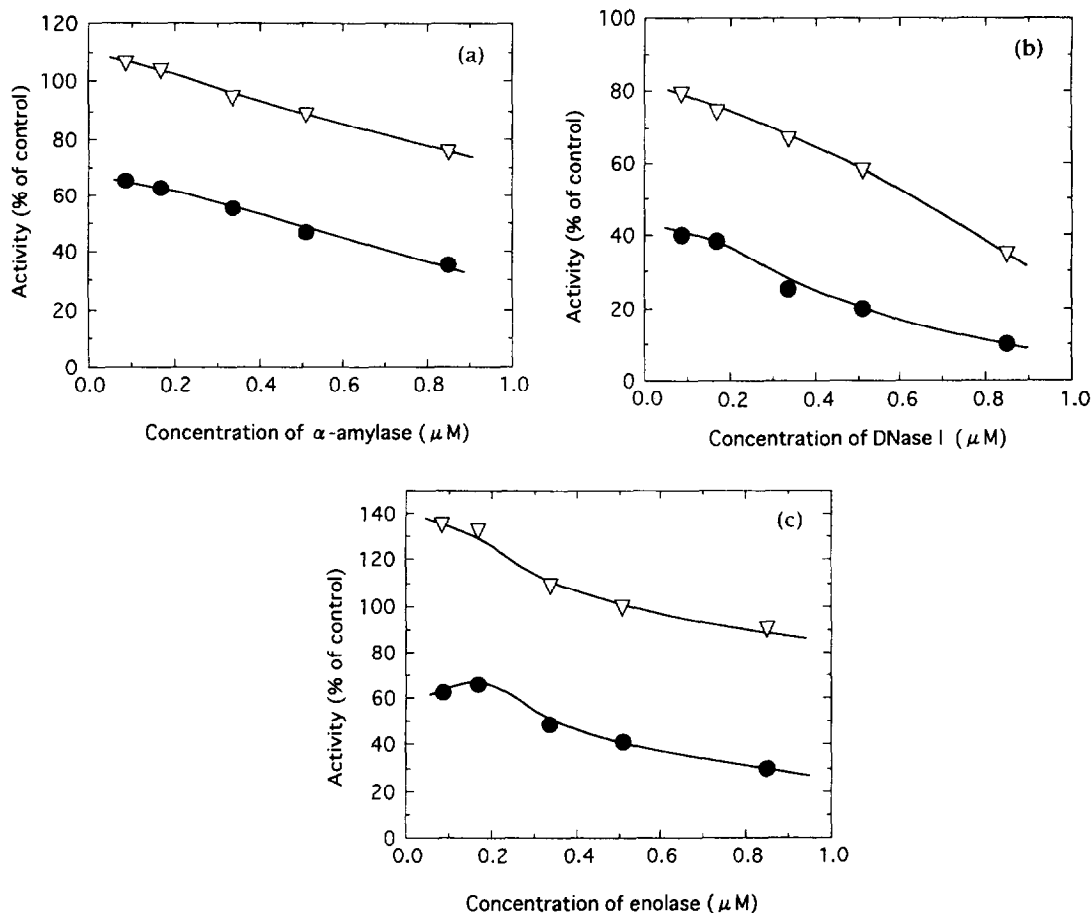 (a)
Activity (% of control)
120
100
80
60
40
20
0
0.0 0.2 0.4 0.6 0.8 1.0
Concentration of α-amylase (μM)
(b)
Activity (% of control)
100
80
60
40
20
0
0.0 0.2 0.4 0.6 0.8 1.0
Concentration of DNase I (μM)
(c)
Activity (% of control)
140
120
100
80
60
40
20
0
0.0 0.2 0.4 0.6 0.8 1.0
Concentration of enolase (μM)